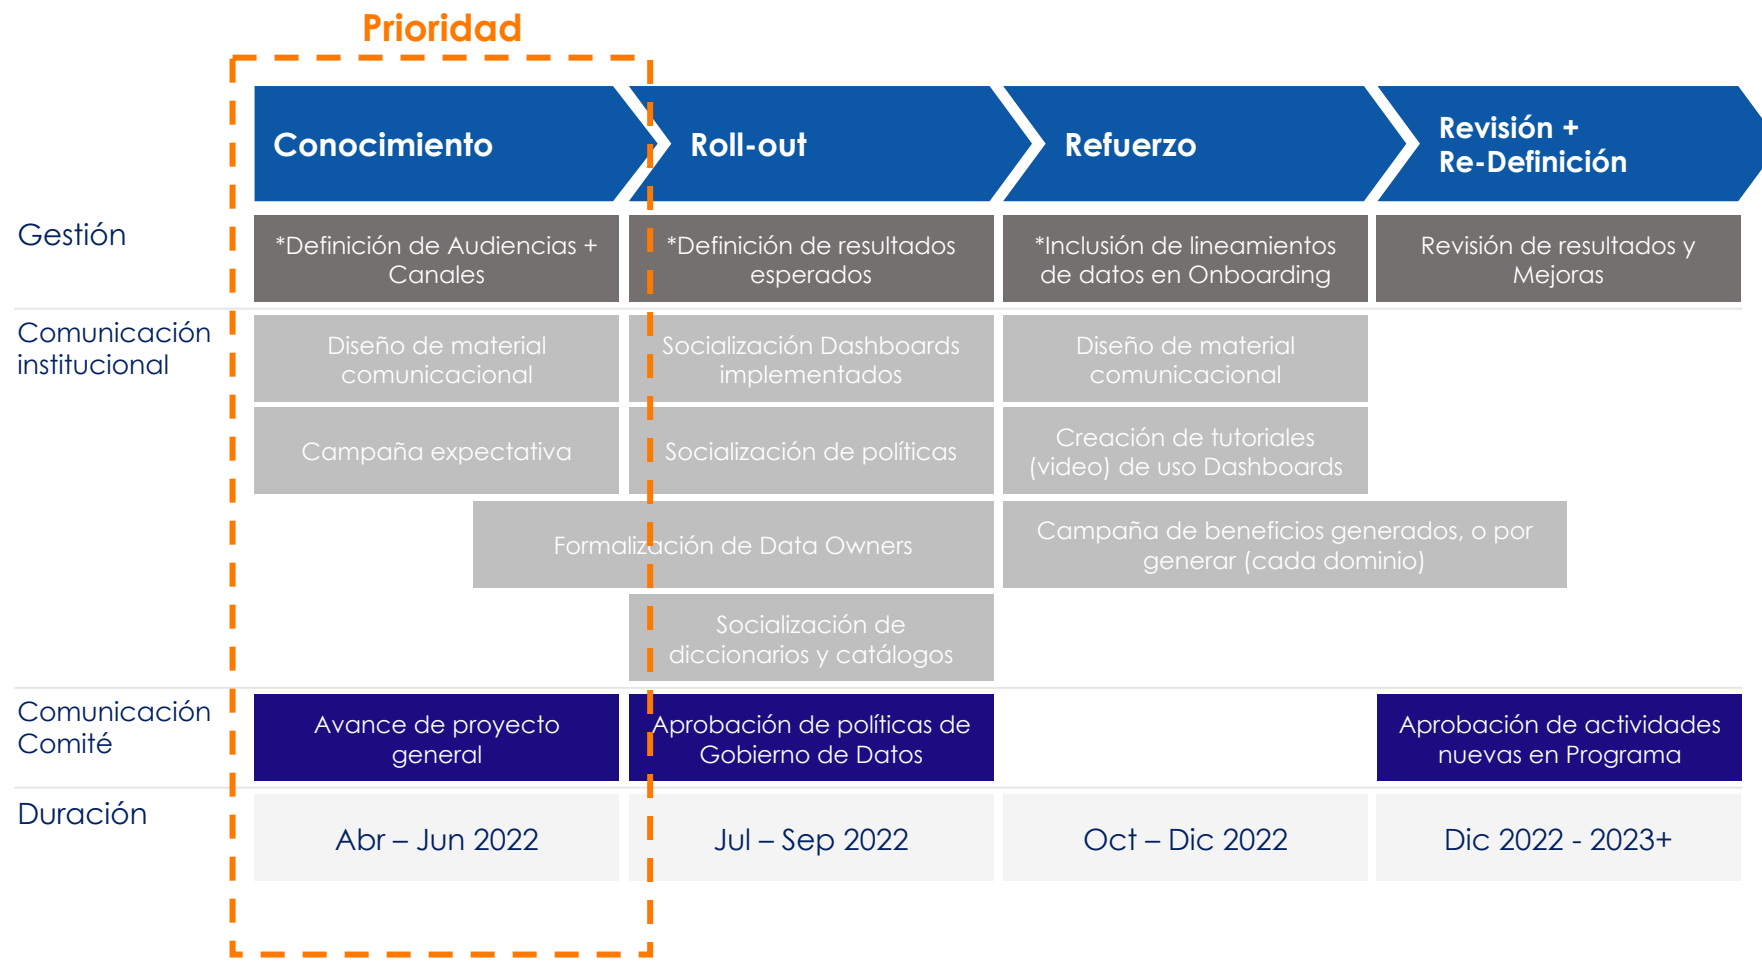 Prioridad
Conocimiento
Roll-out
Refuerzo
Revisión +
Re-Definición
Gestión
*Definición de Audiencias +
Canales
*Definición de resultados
esperados
*Inclusión de lineamientos
de datos en Onboarding
Revisión de resultados y
Mejoras
Comunicación
institucional
Diseño de material
comunicacional
Socialización Dashboards
implementados
Diseño de material
comunicacional
Campaña expectativa
Socialización de políticas
Creación de tutoriales
(video) de uso Dashboards
Formalización de Data Owners
Campaña de beneficios generados, o por
generar (cada dominio)
Socialización de
diccionarios y catálogos
Comunicación
Comité
Avance de proyecto
general
Aprobación de políticas de
Gobierno de Datos
Aprobación de actividades
nuevas en Programa
Duración
Abr – Jun 2022
Jul – Sep 2022
Oct – Dic 2022
Dic 2022 - 2023+